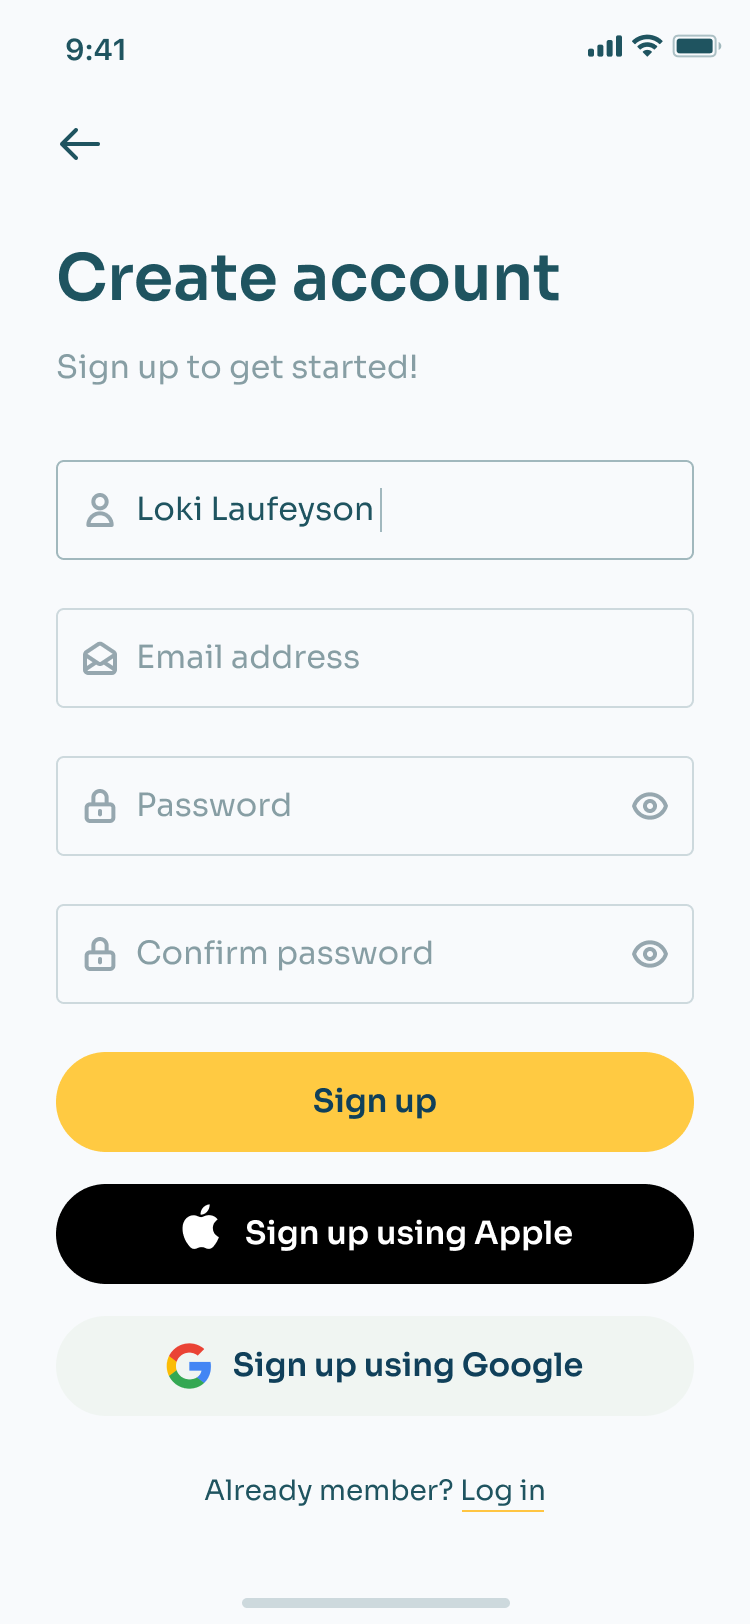 9:41
Create account
Sign up to get started!
Loki Laufeyson
Email address
Password
Confirm password
Sign up
Sign up using Apple
Sign up using Google
Already member? Log in